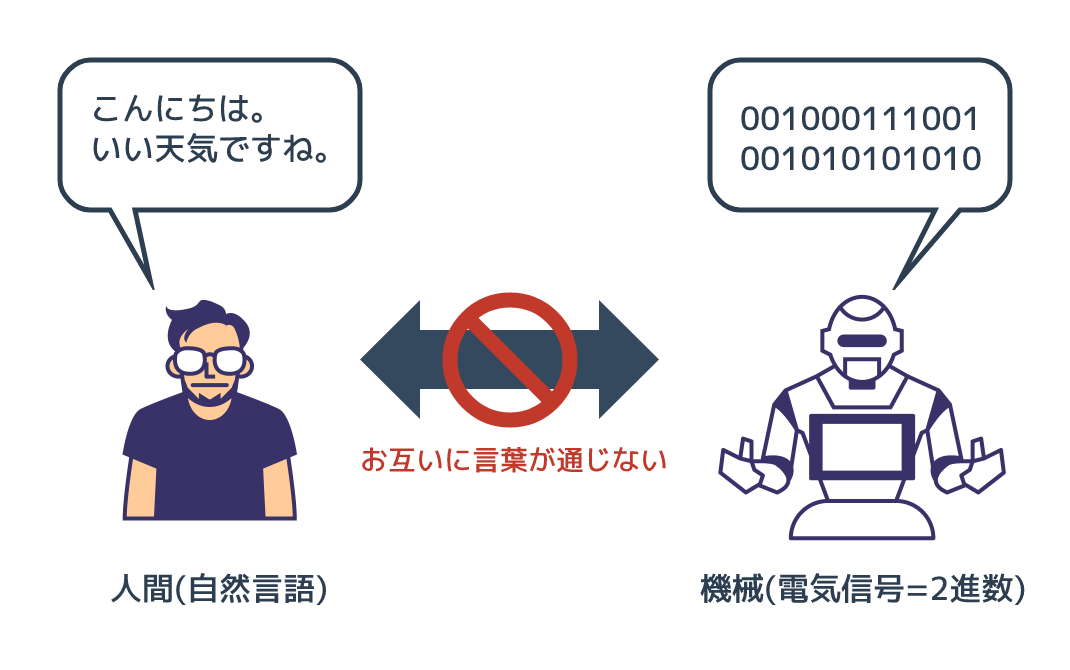 こんにちは。
いい天気ですね。
001000111001
001010101010
お互いに言葉が通じない
人間(自然言語)
機械(電気信号=2進数)